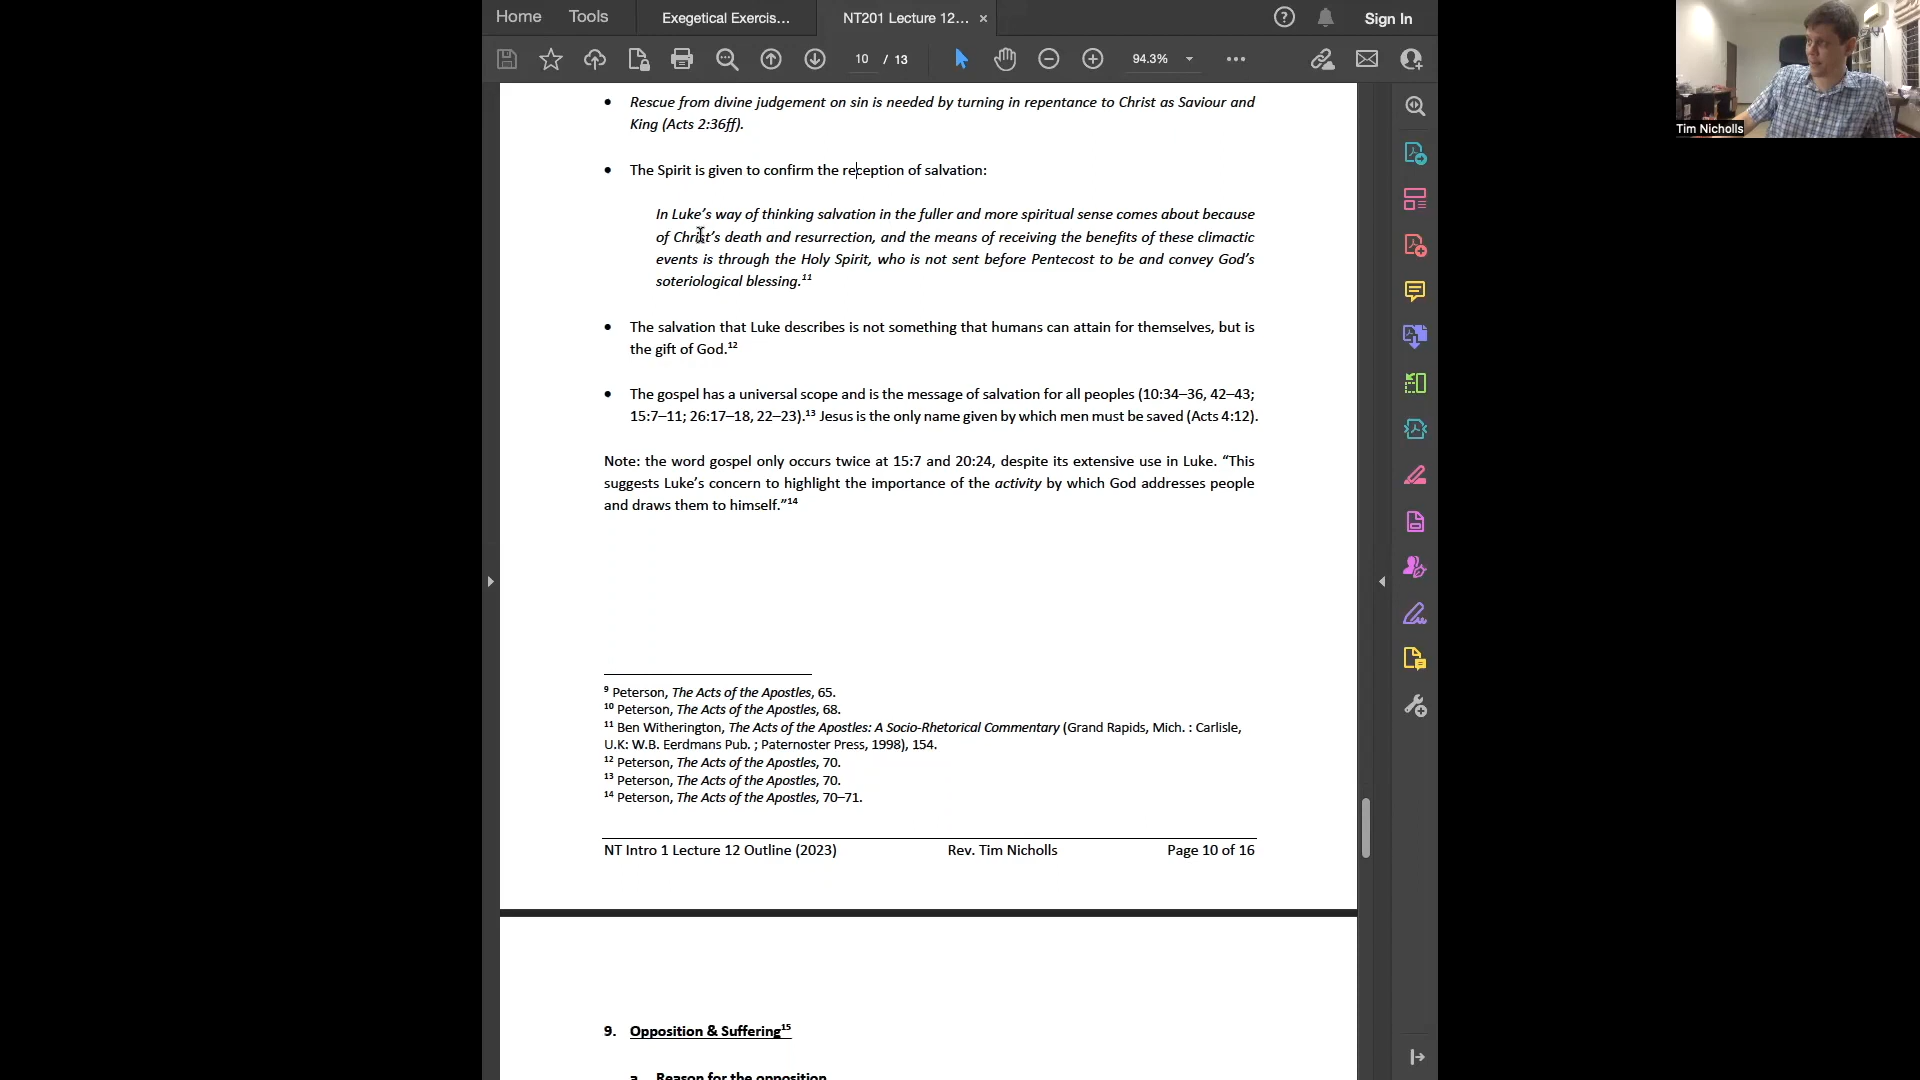 Home Tools Exegetical Exercis... NT201 Lecture 12... ×
Sign In
10 / 13 94.3%
Tim Nicholls
• Rescue from divine judgement on sin is needed by turning in repentance to Christ as Saviour and
King (Acts 2:36ff).
• The Spirit is given to confirm the reception of salvation:
In Luke’s way of thinking salvation in the fuller and more spiritual sense comes about because
of Christ’s death and resurrection, and the means of receiving the benefits of these climactic
events is through the Holy Spirit, who is not sent before Pentecost to be and convey God’s
soteriological blessing.11
• The salvation that Luke describes is not something that humans can attain for themselves, but is
the gift of God.12
• The gospel has a universal scope and is the message of salvation for all peoples (10:34–36, 42–43;
15:7–11; 26:17–18, 22–23).13 Jesus is the only name given by which men must be saved (Acts 4:12).
Note: the word gospel only occurs twice at 15:7 and 20:24, despite its extensive use in Luke. “This
suggests Luke’s concern to highlight the importance of the activity by which God addresses people
and draws them to himself.”14
9 Peterson, The Acts of the Apostles, 65.
10 Peterson, The Acts of the Apostles, 68.
11 Ben Witherington, The Acts of the Apostles: A Socio-Rhetorical Commentary (Grand Rapids, Mich. : Carlisle,
U.K: W.B. Eerdmans Pub. ; Paternoster Press, 1998), 154.
12 Peterson, The Acts of the Apostles, 70.
13 Peterson, The Acts of the Apostles, 70.
14 Peterson, The Acts of the Apostles, 70–71.
NT Intro 1 Lecture 12 Outline (2023) Rev. Tim Nicholls Page 10 of 16
9. Opposition & Suffering15
a. Reason for the opposition